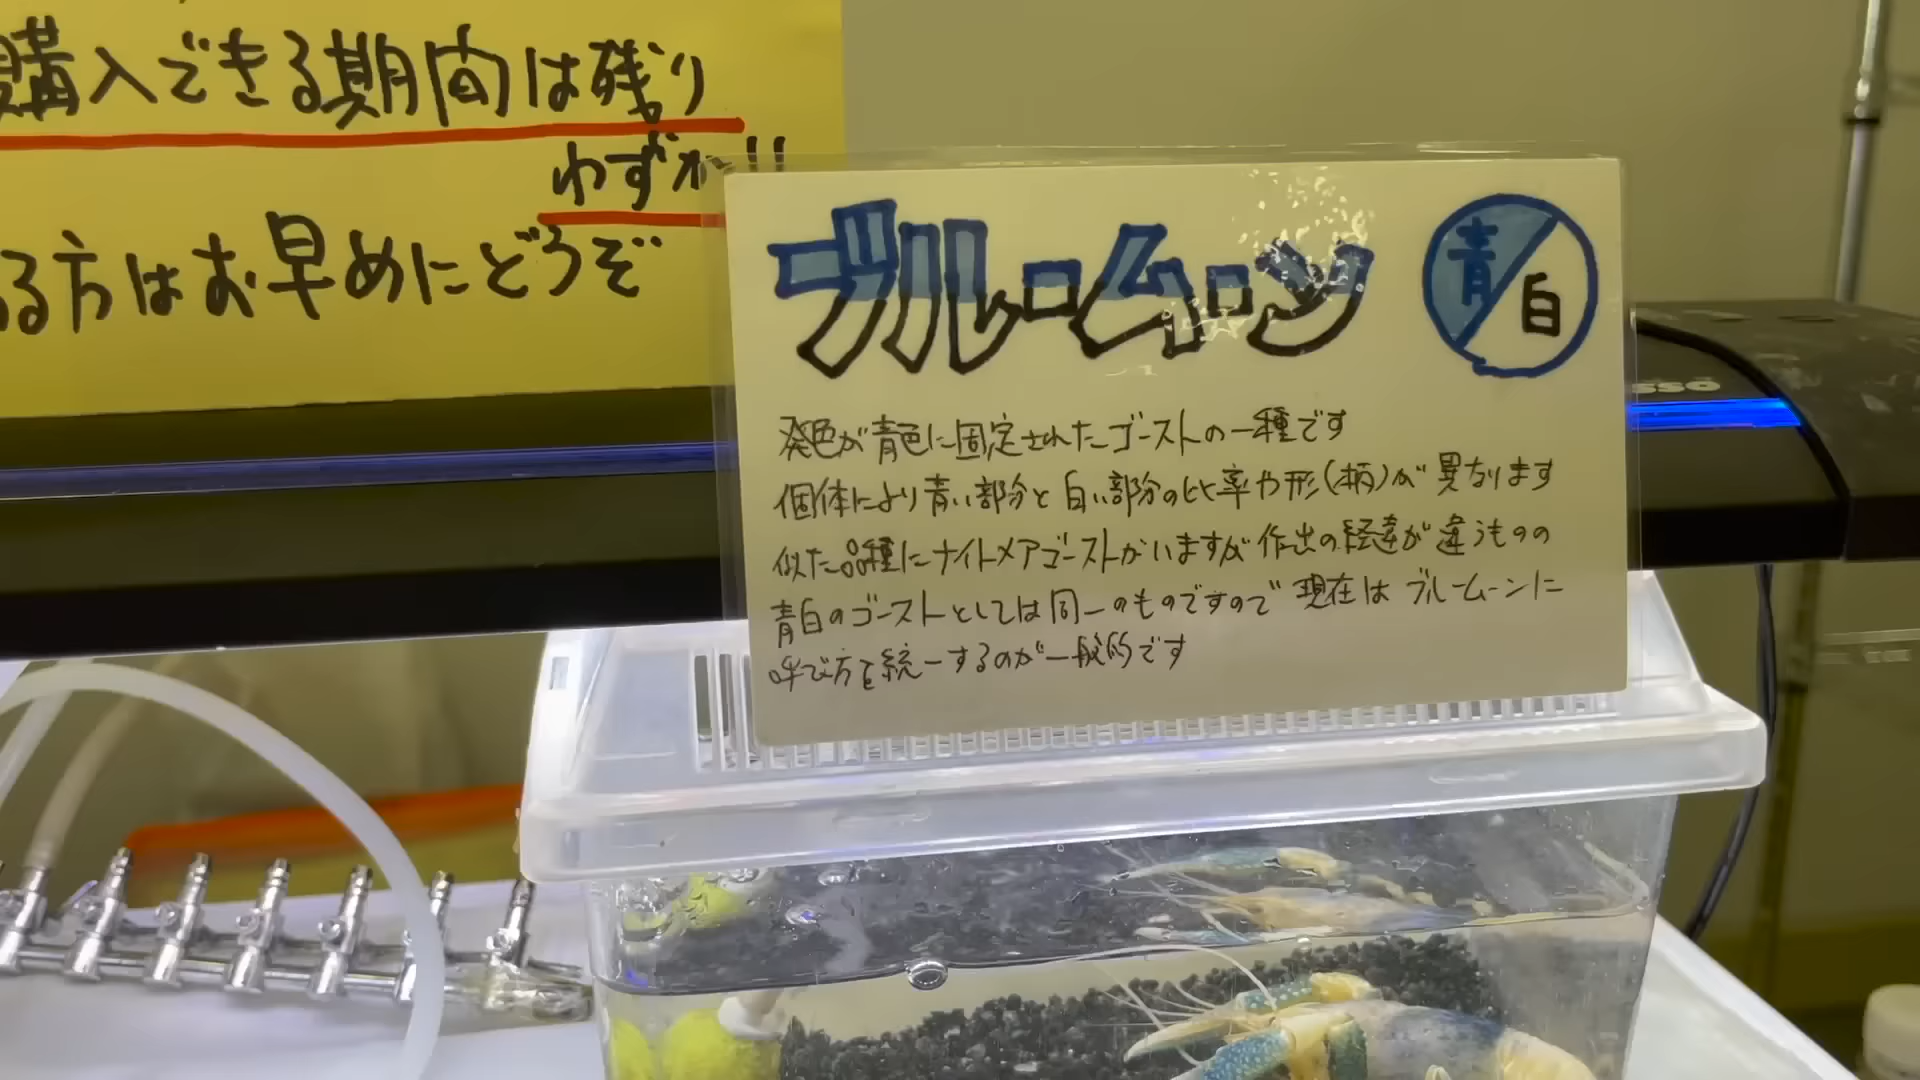 購入できる期間は残り
わずか!!
る方はお早めにどうぞ
ブルームーン
青/白
発色が青色に固定されたゴーストの一種です
個体により青い部分と白い部分の比率や形(柄)が異なります
似た品種にナイトメアゴーストがいますが作出の経達が違うものの
青白のゴーストとしては同一のものですので現在はブルームーンに
呼び方を統一するのが一般的です
sso